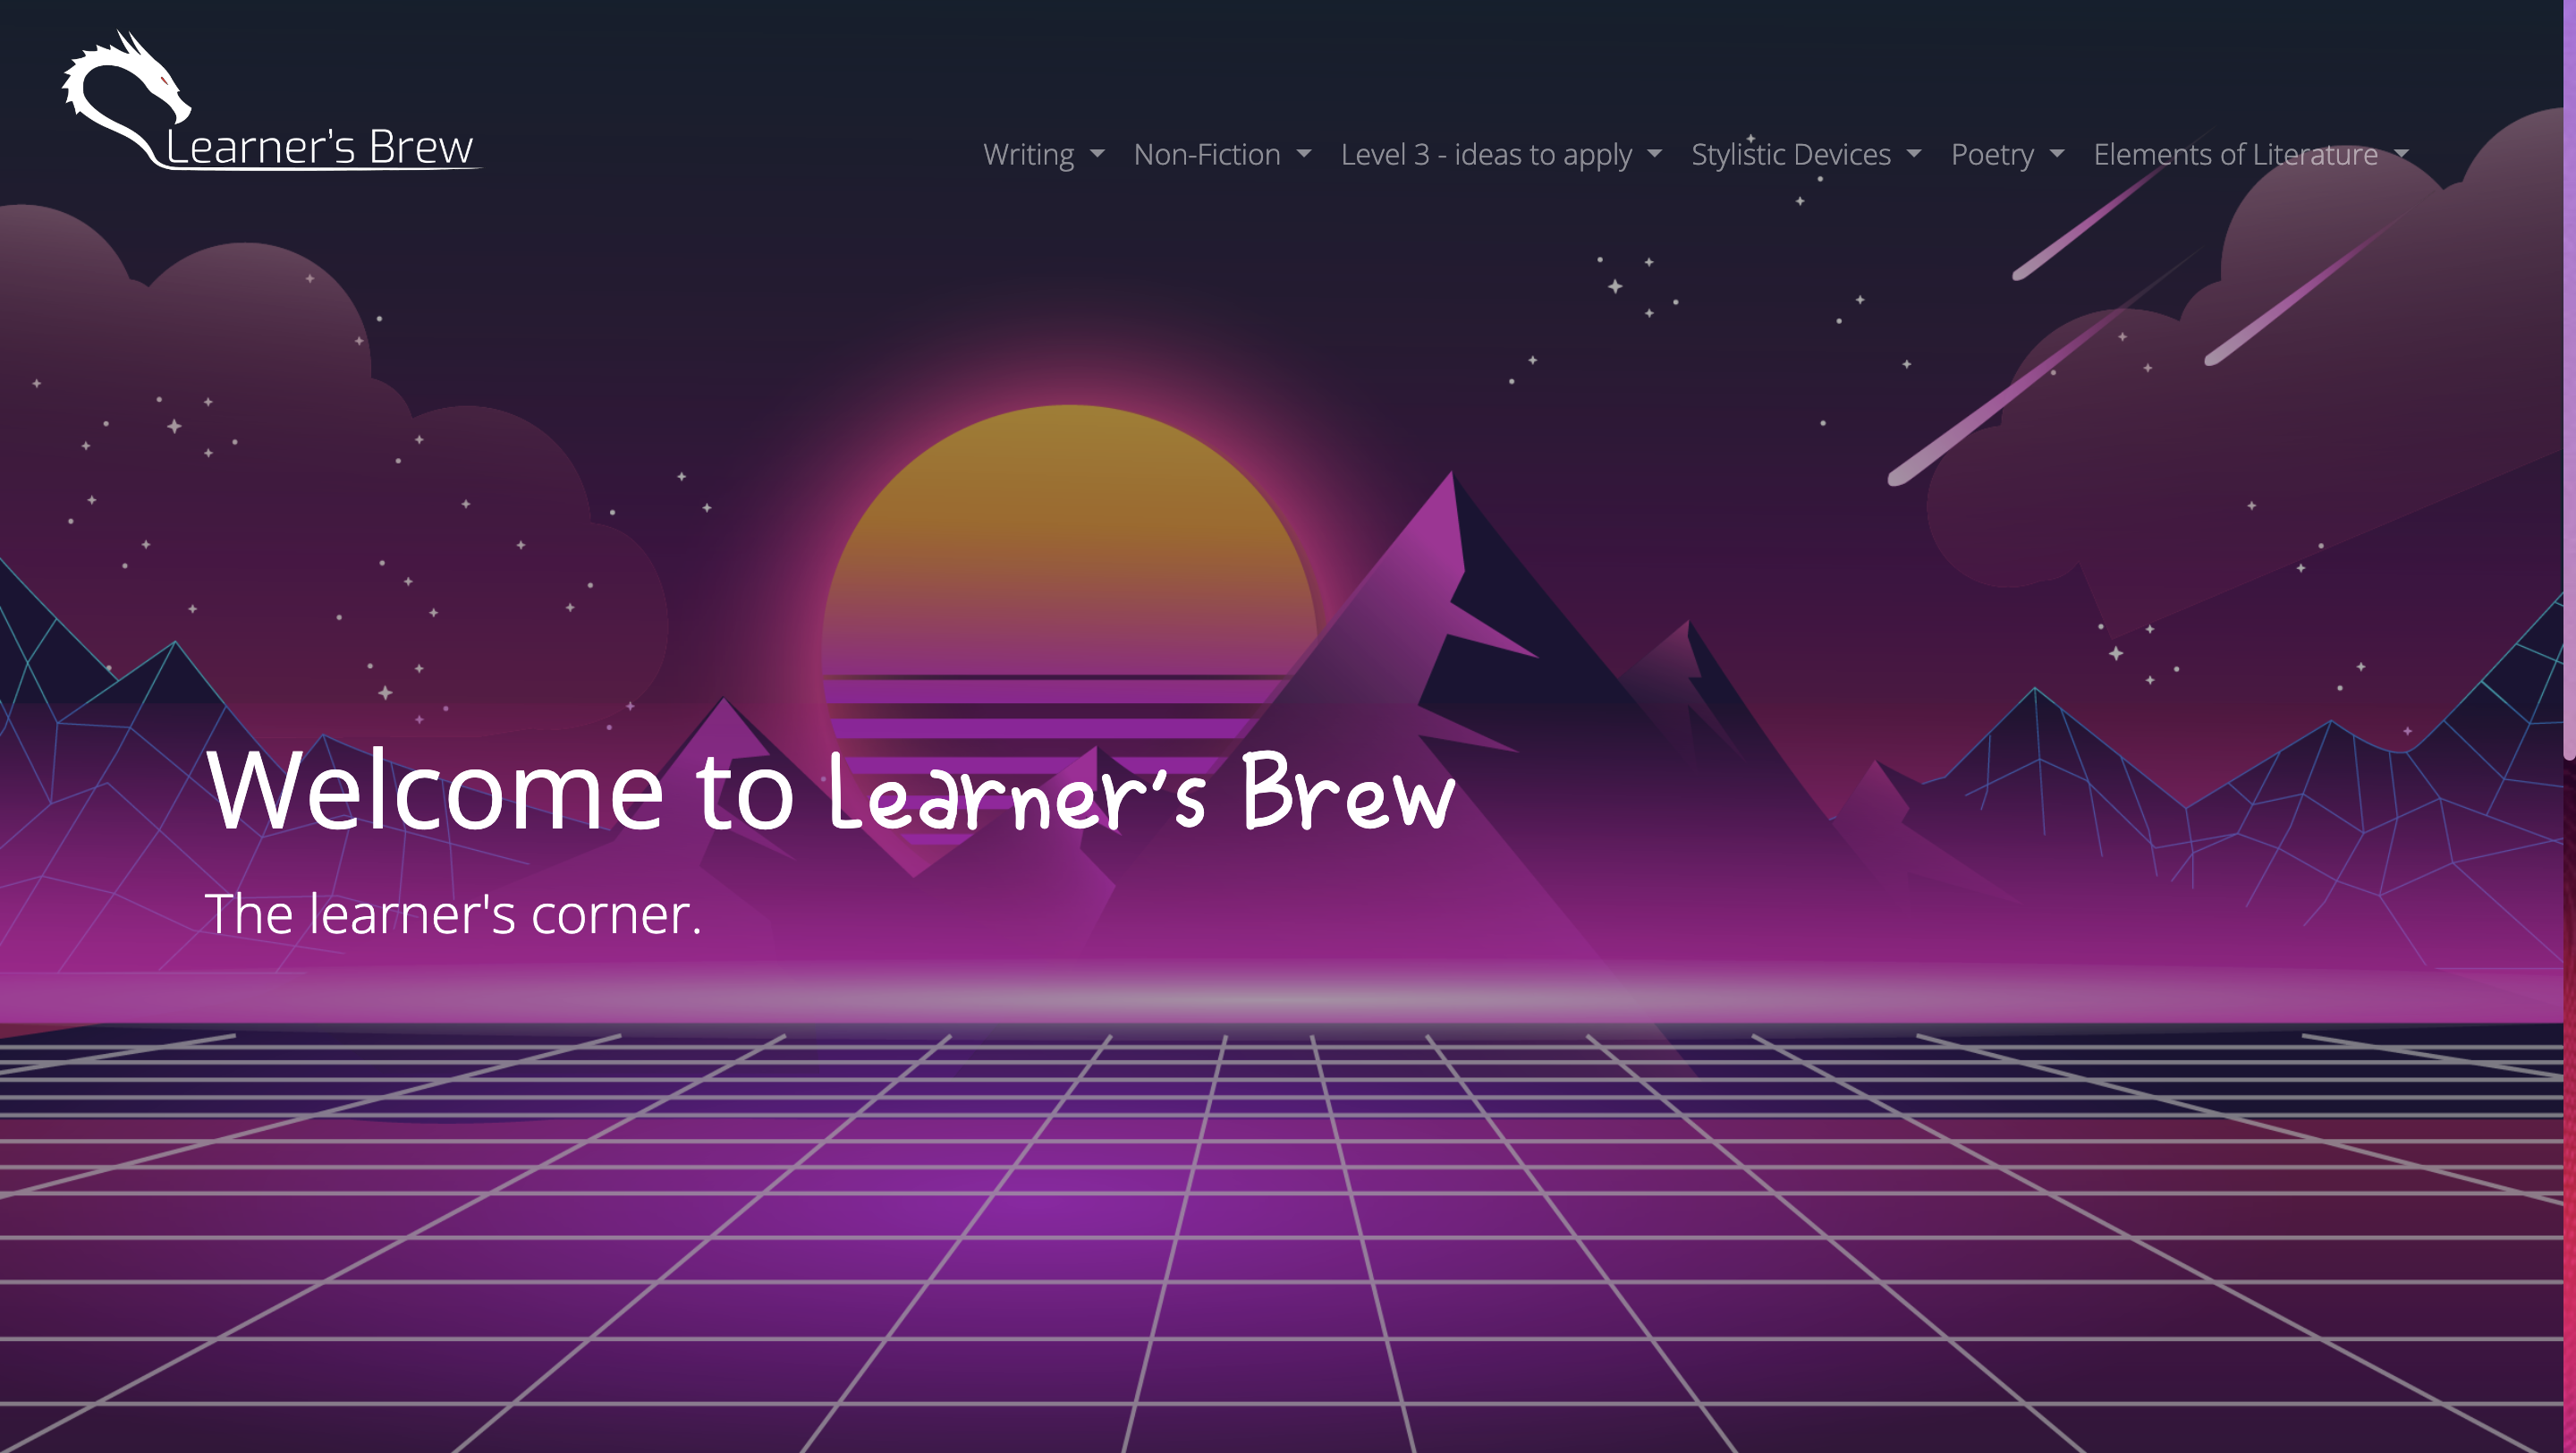 Learner's Brew
Writing Non-Fiction Level 3 - ideas to apply Stylistic Devices Poetry Elements of Literature
Welcome to Learner's Brew
The learner's corner.